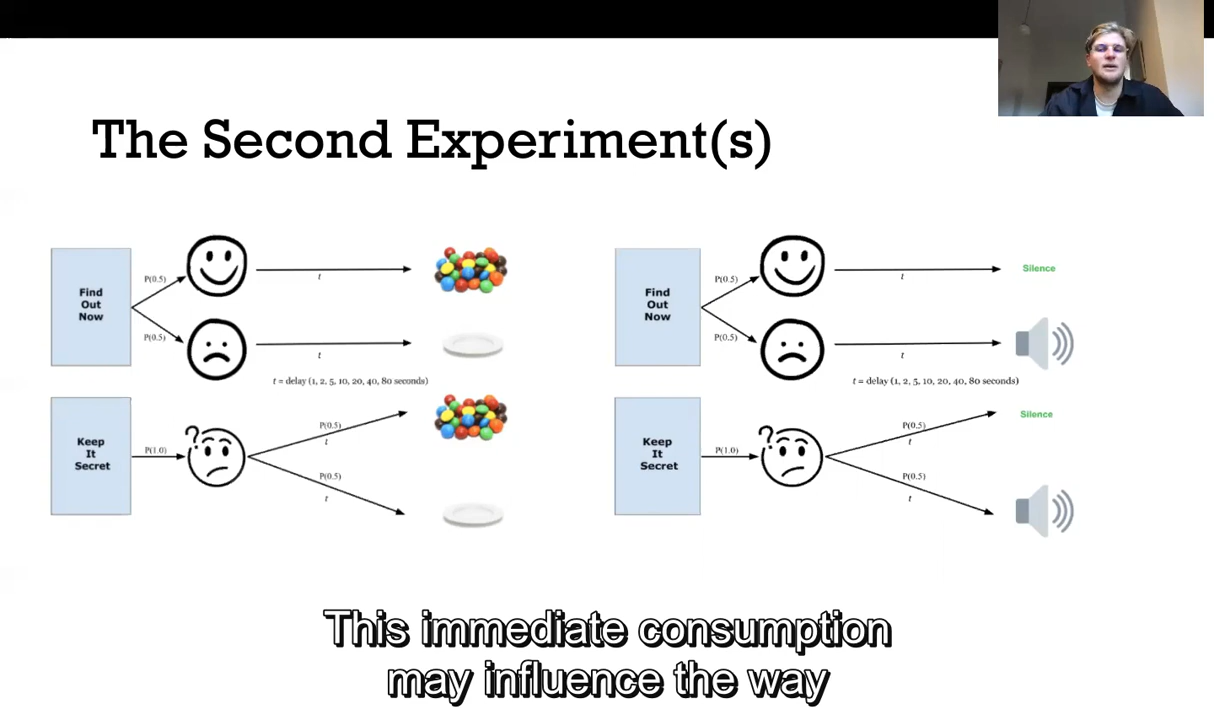 The Second Experiment(s)
Find
Out
Now
P(0.5)
P(0.5)
t
t
t = delay (1, 2, 5, 10, 20, 40, 80 seconds)
Keep
It
Secret
P(1.0)
?
P(0.5)
t
P(0.5)
t
Find
Out
Now
P(0.5)
P(0.5)
t
Silence
t
t = delay (1, 2, 5, 10, 20, 40, 80 seconds)
Keep
It
Secret
P(1.0)
?
P(0.5)
t
Silence
P(0.5)
t
This immediate consumption
may influence the way